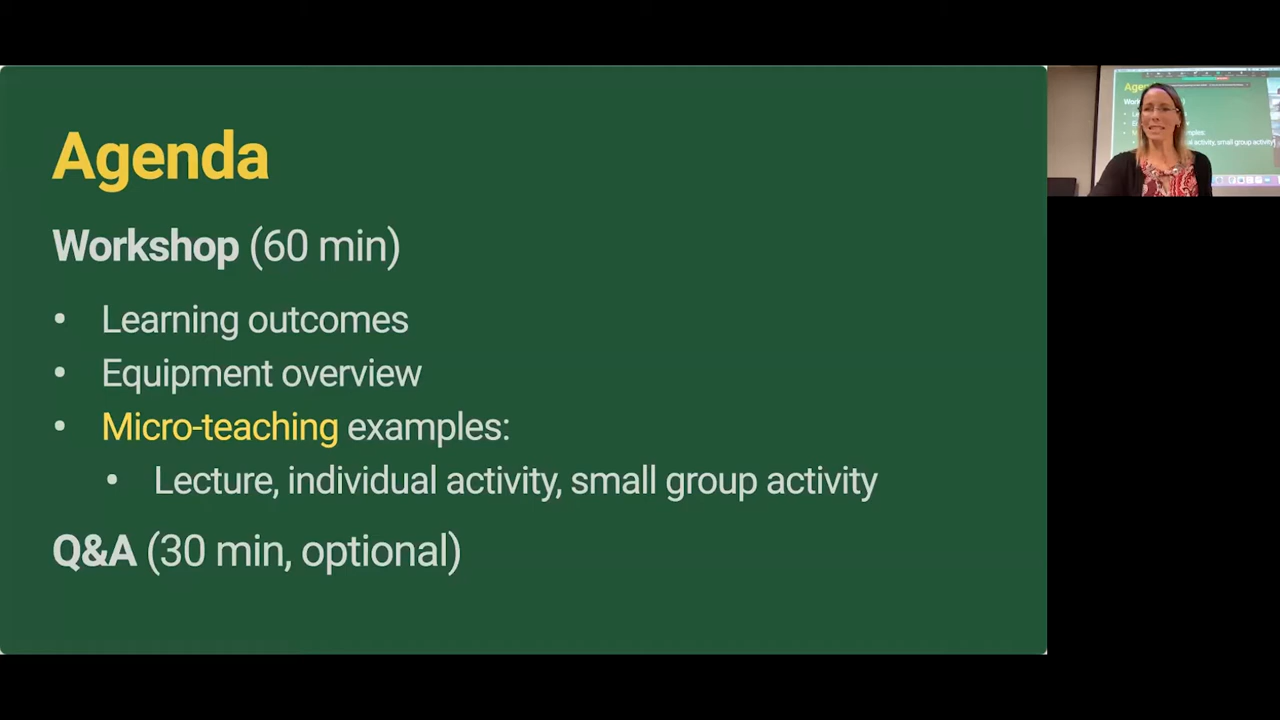 Agenda
Workshop (60 min)
• Learning outcomes
• Equipment overview
• Micro-teaching examples:
• Lecture, individual activity, small group activity
Q&A (30 min, optional)